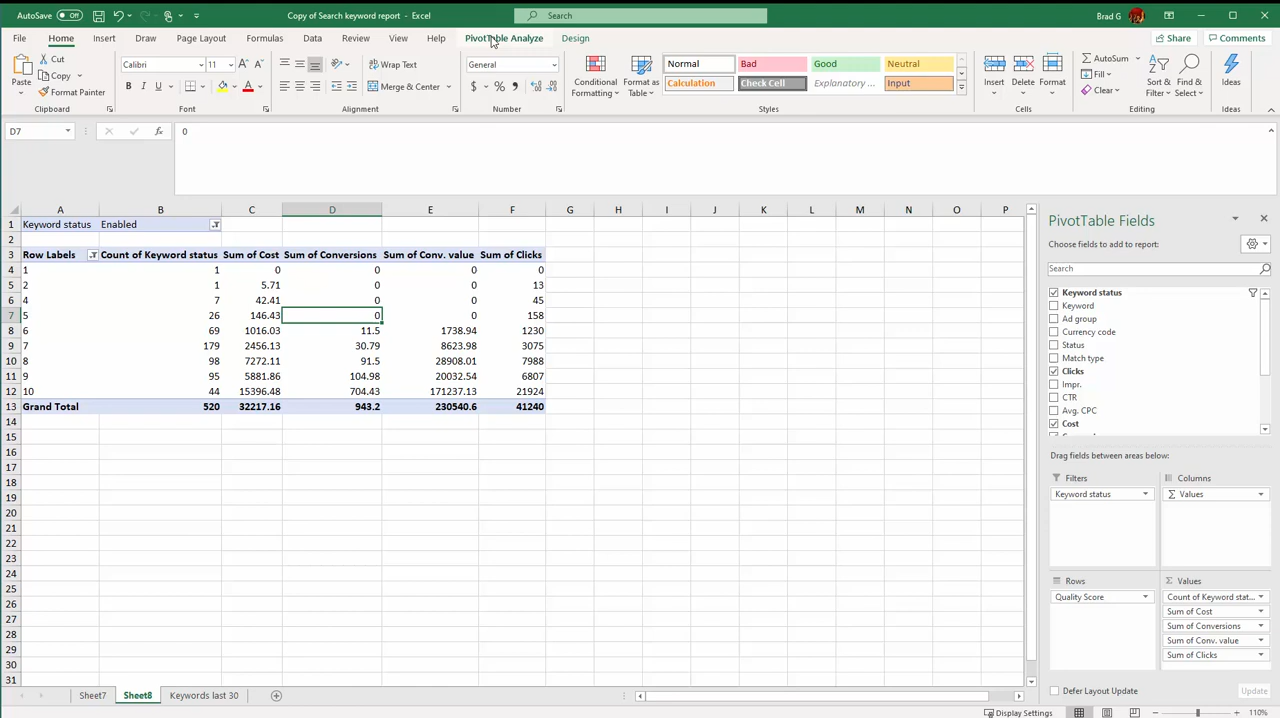 AutoSave Off Copy of Search keyword report - Excel Search Brad G
File Home Insert Draw Page Layout Formulas Data Review View Help PivotTable Analyze Design Share Comments
Paste Cut Copy Format Painter Calibri 11 A A Wrap Text General Conditional Formatting Format as Table Normal Bad Good Neutral Insert Delete Format AutoSum Fill Clear Sort & Filter Find & Select Ideas
B I U A Merge & Center $ % , Calculation Check Cell Explanatory ... Input
Clipboard Font Alignment Number Styles Cells Editing Ideas
D7 fx 0
A B C D E F G H I J K L M N O P
1 Keyword status Enabled
2
3 Row Labels Count of Keyword status Sum of Cost Sum of Conversions Sum of Conv. value Sum of Clicks
4 1 1 0 0 0 0
5 2 1 5.71 0 0 13
6 4 7 42.41 0 0 45
7 5 26 146.43 0 0 158
8 6 69 1016.03 11.5 1738.94 1230
9 7 179 2456.13 30.79 8623.98 3075
10 8 98 7272.11 91.5 28908.01 7988
11 9 95 5881.86 104.98 20032.54 6807
12 10 44 15396.48 704.43 171237.13 21924
13 Grand Total 520 32217.16 943.2 230540.6 41240
14
15
16
17
18
19
20
21
22
23
24
25
26
27
28
29
30
31
PivotTable Fields
Choose fields to add to report:
Search
Keyword status
Keyword
Ad group
Currency code
Status
Match type
Clicks
Impr.
CTR
Avg. CPC
Cost
Drag fields between areas below:
Filters Columns
Keyword status Σ Values
Rows Σ Values
Quality Score Count of Keyword stat...
Sum of Cost
Sum of Conversions
Sum of Conv. value
Sum of Clicks
Defer Layout Update Update
Sheet7 Sheet8 Keywords last 30
Display Settings 110%